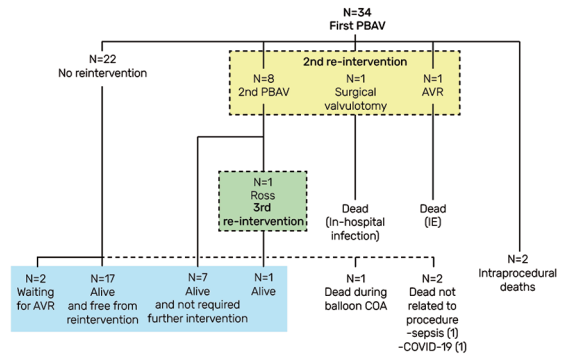 N=34
First PBAV
N=22
No reintervention
2nd re-intervention
N=8
2nd PBAV
N=1
Surgical
valvulotomy
N=1
AVR
N=1
Ross
3rd
re-intervention
Dead
(In-hospital
infection)
Dead
(IE)
N=2
Intraprocedural
deaths
N=2
Waiting
for AVR
N=17
Alive
and free from
reintervention
N=7
Alive
and not required
further intervention
N=1
Alive
N=1
Dead during
balloon COA
N=2
Dead not
related to
procedure
-sepsis (1)
-COVID-19 (1)